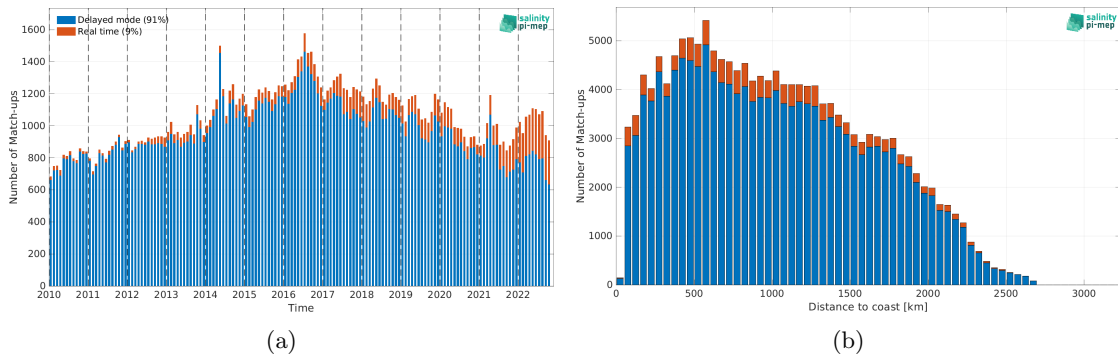 Delayed mode (91%)
Real time (9%)
salinity
pi-mep
Number of Match-ups
1600
1400
1200
1000
800
600
400
200
0
2010 2011 2012 2013 2014 2015 2016 2017 2018 2019 2020 2021 2022
Time
(a)
salinity
pi-mep
Number of Match-ups
5000
4000
3000
2000
1000
0
0 500 1000 1500 2000 2500 3000
Distance to coast [km]
(b)